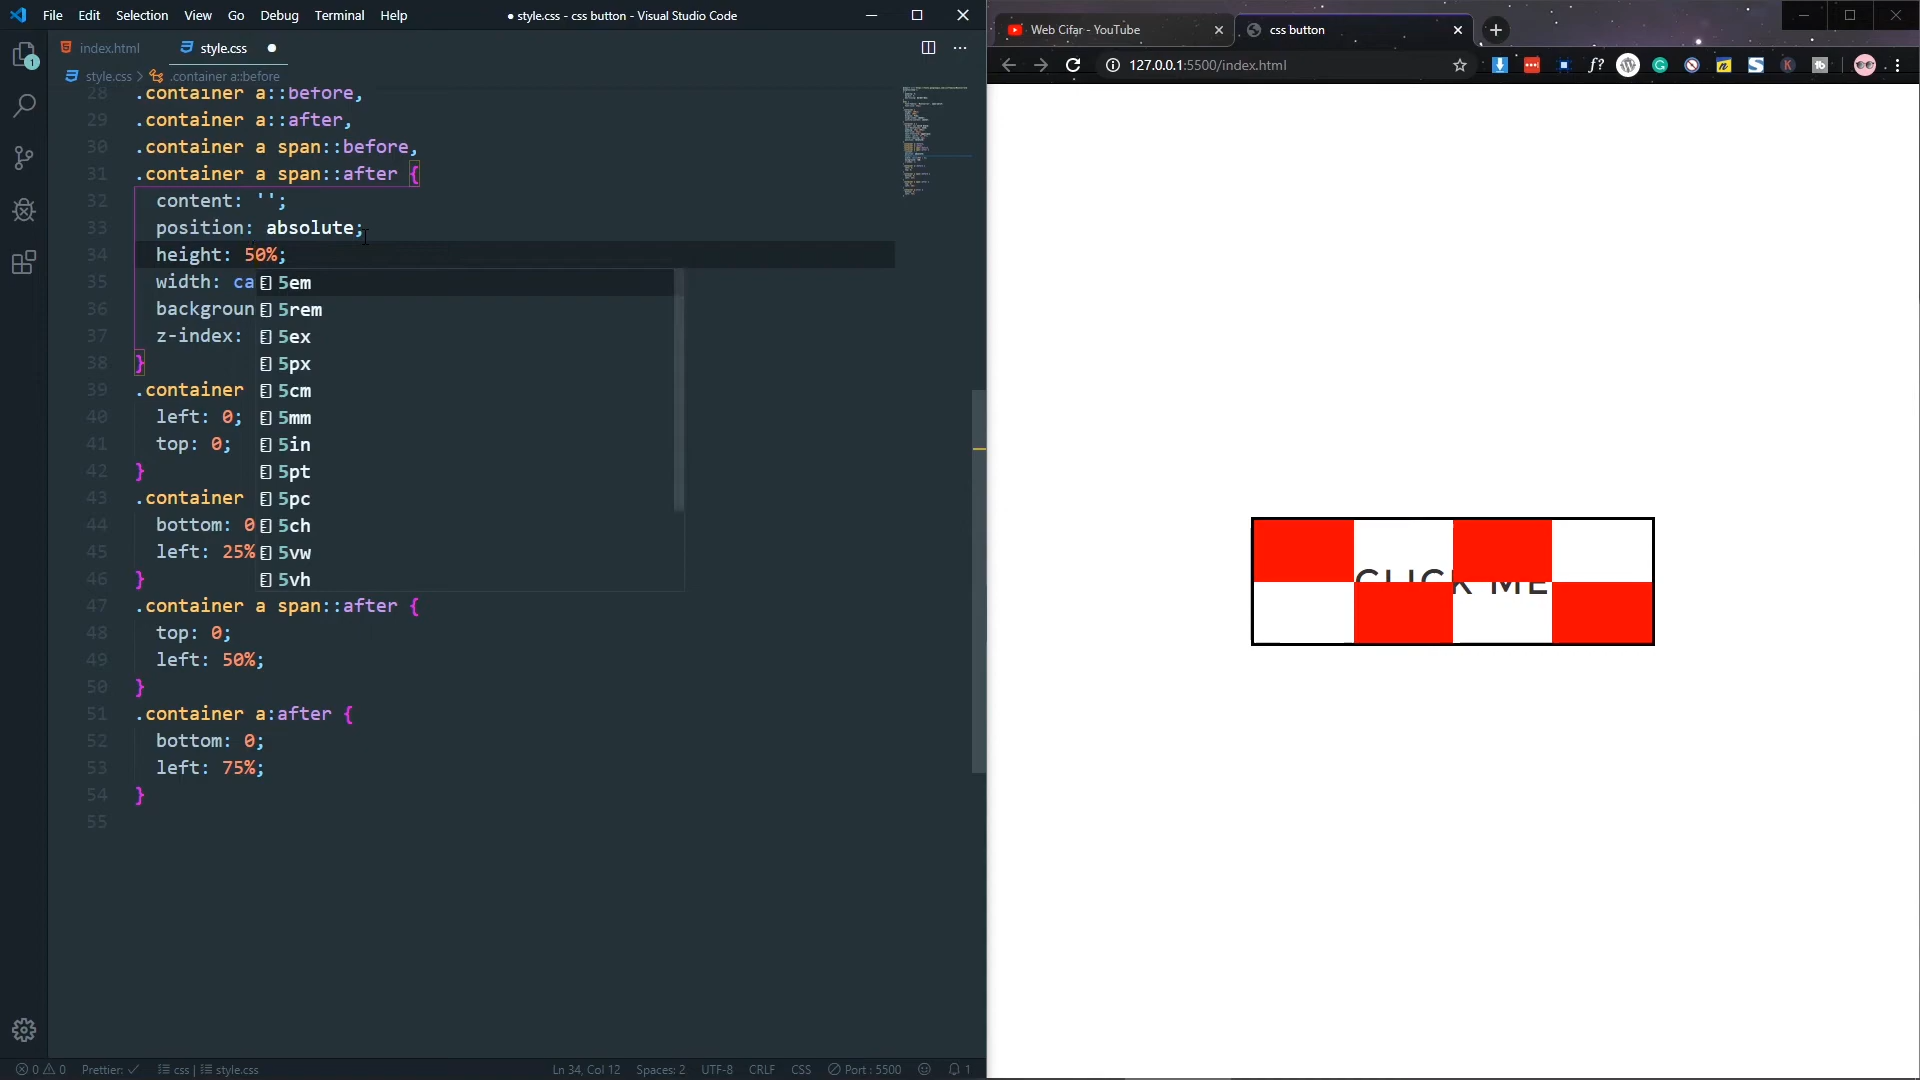 File Edit Selection View Go Debug Terminal Help
● style.css - css button - Visual Studio Code
index.html style.css ●
style.css > .container a::before
28 .container a::before,
29 .container a::after,
30 .container a span::before,
31 .container a span::after {
32 content: '';
33 position: absolute;
34 height: 50%;
35 width: ca
36 backgroun
37 z-index:
38 }
39 .container
40 left: 0;
41 top: 0;
42 }
43 .container
44 bottom: 0
45 left: 25%
46 }
47 .container a span::after {
48 top: 0;
49 left: 50%;
50 }
51 .container a:after {
52 bottom: 0;
53 left: 75%;
54 }
55
5em
5rem
5ex
5px
5cm
5mm
5in
5pt
5pc
5ch
5vw
5vh
1
0 0 Prettier: ✓ css | style.css Ln 34, Col 12 Spaces: 2 UTF-8 CRLF CSS Port : 5500 1
Web Cifar - YouTube
css button
127.0.0.1:5500/index.html
f?
CLICK ME